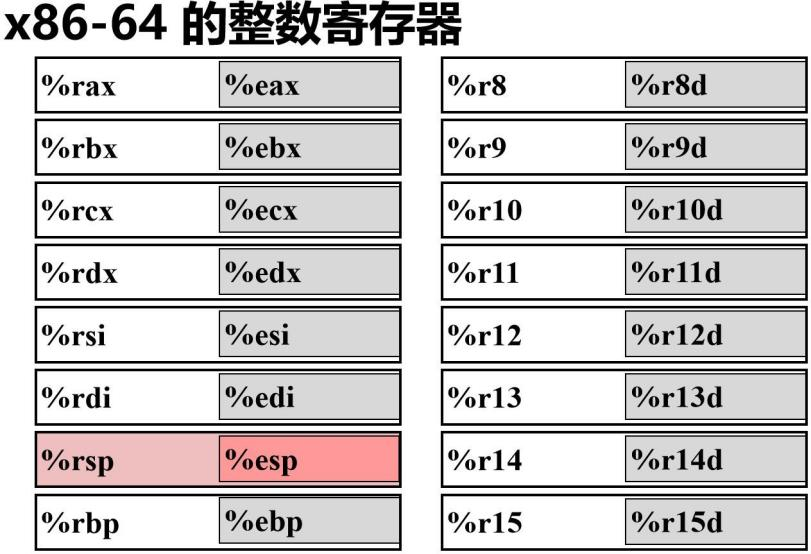 x86-64 的整数寄存器
%rax %eax %r8 %r8d
%rbx %ebx %r9 %r9d
%rcx %ecx %r10 %r10d
%rdx %edx %r11 %r11d
%rsi %esi %r12 %r12d
%rdi %edi %r13 %r13d
%rsp %esp %r14 %r14d
%rbp %ebp %r15 %r15d